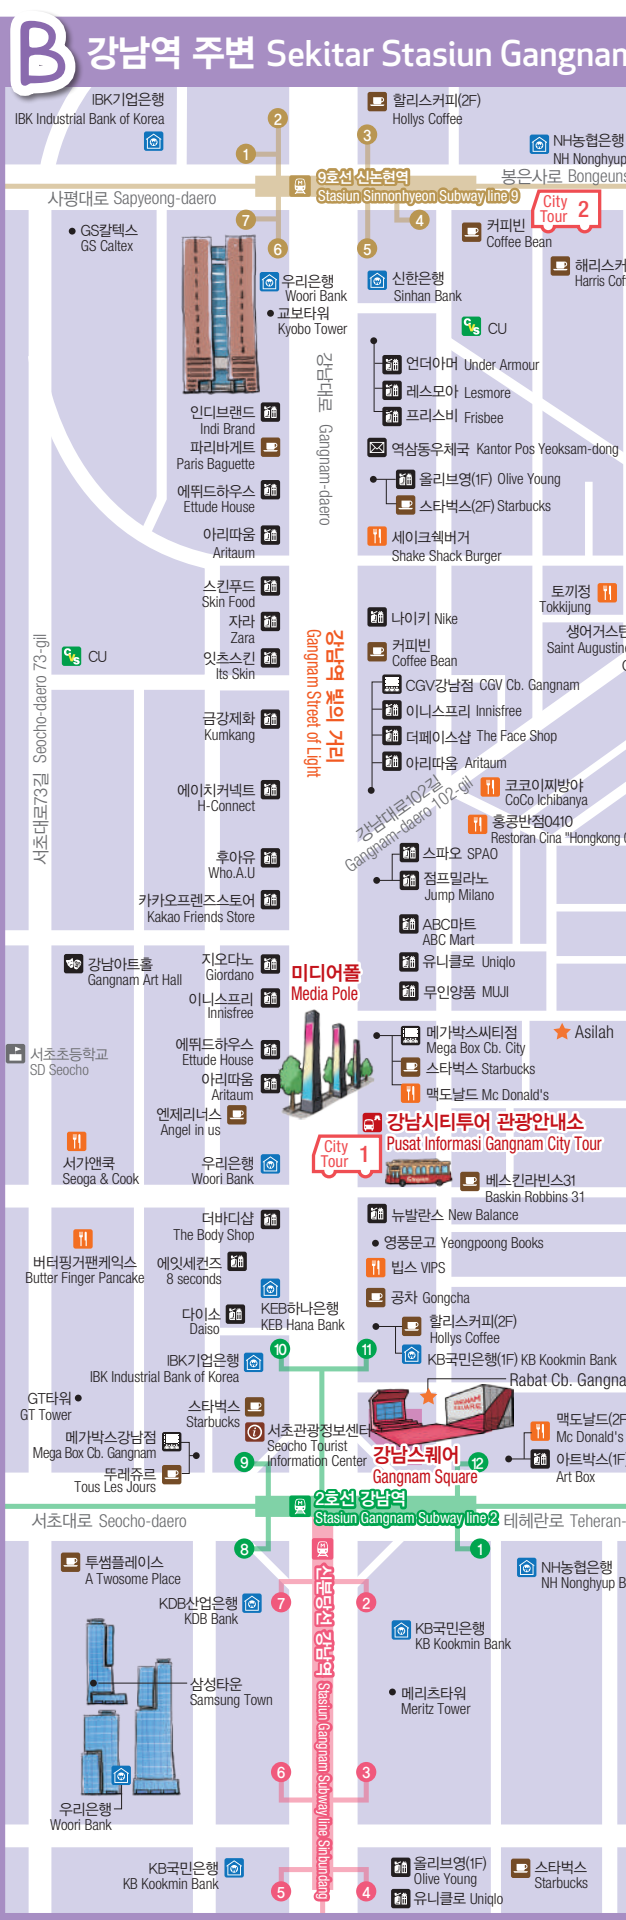 B 강남역 주변 Sekitar Stasiun Gangnam
IBK기업은행
IBK Industrial Bank of Korea
할리스커피(2F)
Hollys Coffee
NH농협은행
NH Nonghyup
2
3
1
9호선 신논현역
Stasiun Sinnonhyeon Subway line 9
사평대로 Sapyeong-daero
봉은사로 Bongeuns
City
Tour 2
7
6
5
4
GS칼텍스
GS Caltex
커피빈
Coffee Bean
해리스커
Harris Cof
우리은행
Woori Bank
신한은행
Sinhan Bank
교보타워
Kyobo Tower
CVS CU
강남대로 Gangnam-daero
언더아머 Under Armour
레스모아 Lesmore
프리스비 Frisbee
인디브랜드
Indi Brand
파리바게트
Paris Baguette
역삼동우체국 Kantor Pos Yeoksam-dong
에뛰드하우스
Ettude House
올리브영(1F) Olive Young
스타벅스(2F) Starbucks
아리따움
Aritaum
세이크쉑버거
Shake Shack Burger
스킨푸드
Skin Food
토끼정
Tokkijung
자라
Zara
나이키 Nike
생어거스틴
Saint Augustine
CVS CU
잇츠스킨
Its Skin
커피빈
Coffee Bean
강남역 빛의 거리
Gangnam Street of Light
서초대로73길 Seocho-daero 73-gil
CGV강남점 CGV Cb. Gangnam
이니스프리 Innisfree
더페이스샵 The Face Shop
아리따움 Aritaum
금강제화
Kumkang
에이치커넥트
H-Connect
코코이찌방야
CoCo Ichibanya
강남대로102길
Gangnam-daero 102-gil
홍콩반점0410
Restoran Cina "Hongkong
후아유
Who.A.U
스파오 SPAO
점프밀라노
Jump Milano
카카오프렌즈스토어
Kakao Friends Store
ABC마트
ABC Mart
강남아트홀
Gangnam Art Hall
지오다노
Giordano
미디어폴
Media Pole
유니클로 Uniqlo
무인양품 MUJI
이니스프리
Innisfree
서초초등학교
SD Seocho
에뛰드하우스
Ettude House
메가박스씨티점
Mega Box Cb. City
Asilah
스타벅스 Starbucks
아리따움
Aritaum
맥도날드 Mc Donald's
엔제리너스
Angel in us
강남시티투어 관광안내소
Pusat Informasi Gangnam City Tour
서가앤쿡
Seoga & Cook
City
Tour 1
우리은행
Woori Bank
베스킨라빈스31
Baskin Robbins 31
더바디샵
The Body Shop
뉴발란스 New Balance
버터핑거팬케익스
Butter Finger Pancake
에잇세컨즈
8 seconds
영풍문고 Yeongpoong Books
빕스 VIPS
공차 Gongcha
다이소
Daiso
KEB하나은행
KEB Hana Bank
할리스커피(2F)
Hollys Coffee
10
11
IBK기업은행
IBK Industrial Bank of Korea
KB국민은행(1F) KB Kookmin Bank
Rabat Cb. Gangna
GT타워
GT Tower
스타벅스
Starbucks
GANGNAM
SQUARE
맥도날드(2F
Mc Donald's
메가박스강남점
Mega Box Cb. Gangnam
서초관광정보센터
Seocho Tourist
Information Center
강남스퀘어
Gangnam Square
아트박스(1F
Art Box
뚜레쥬르
Tous Les Jours
9
12
2호선 강남역
Stasiun Gangnam Subway line 2
서초대로 Seocho-daero
테헤란로 Teheran-
8
1
투썸플레이스
A Twosome Place
NH농협은행
NH Nonghyup B
KDB산업은행
KDB Bank
7
2
신분당선 강남역 Stasiun Gangnam Subway line Sinbundang
KB국민은행
KB Kookmin Bank
삼성타운
Samsung Town
메리츠타워
Meritz Tower
6
3
우리은행
Woori Bank
KB국민은행
KB Kookmin Bank
5
4
올리브영(1F)
Olive Young
유니클로 Uniqlo
스타벅스
Starbucks